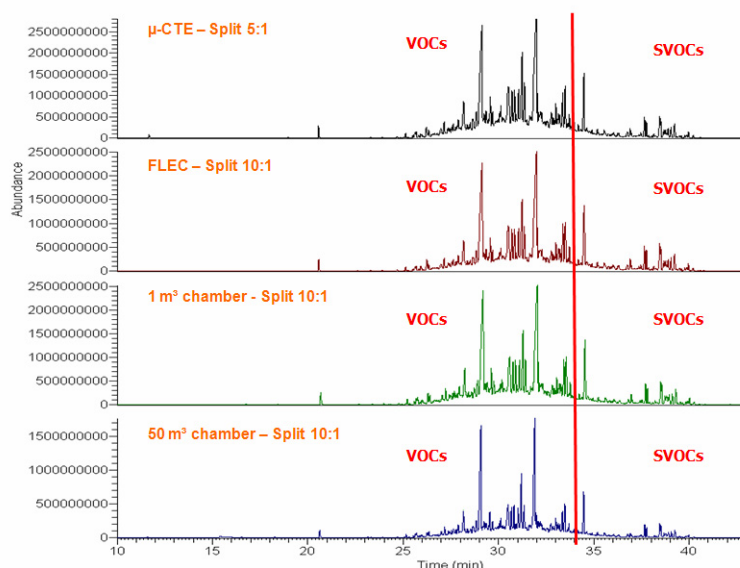 µ-CTE – Split 5:1
VOCs
SVOCs
2500000000
2000000000
1500000000
1000000000
500000000
0
FLEC – Split 10:1
VOCs
SVOCs
2500000000
2000000000
1500000000
1000000000
500000000
0
Abundance
1 m³ chamber - Split 10:1
VOCs
SVOCs
2500000000
2000000000
1500000000
1000000000
500000000
0
50 m³ chamber – Split 10:1
VOCs
SVOCs
1500000000
1000000000
500000000
0
10 15 20 25 30 35 40
Time (min)